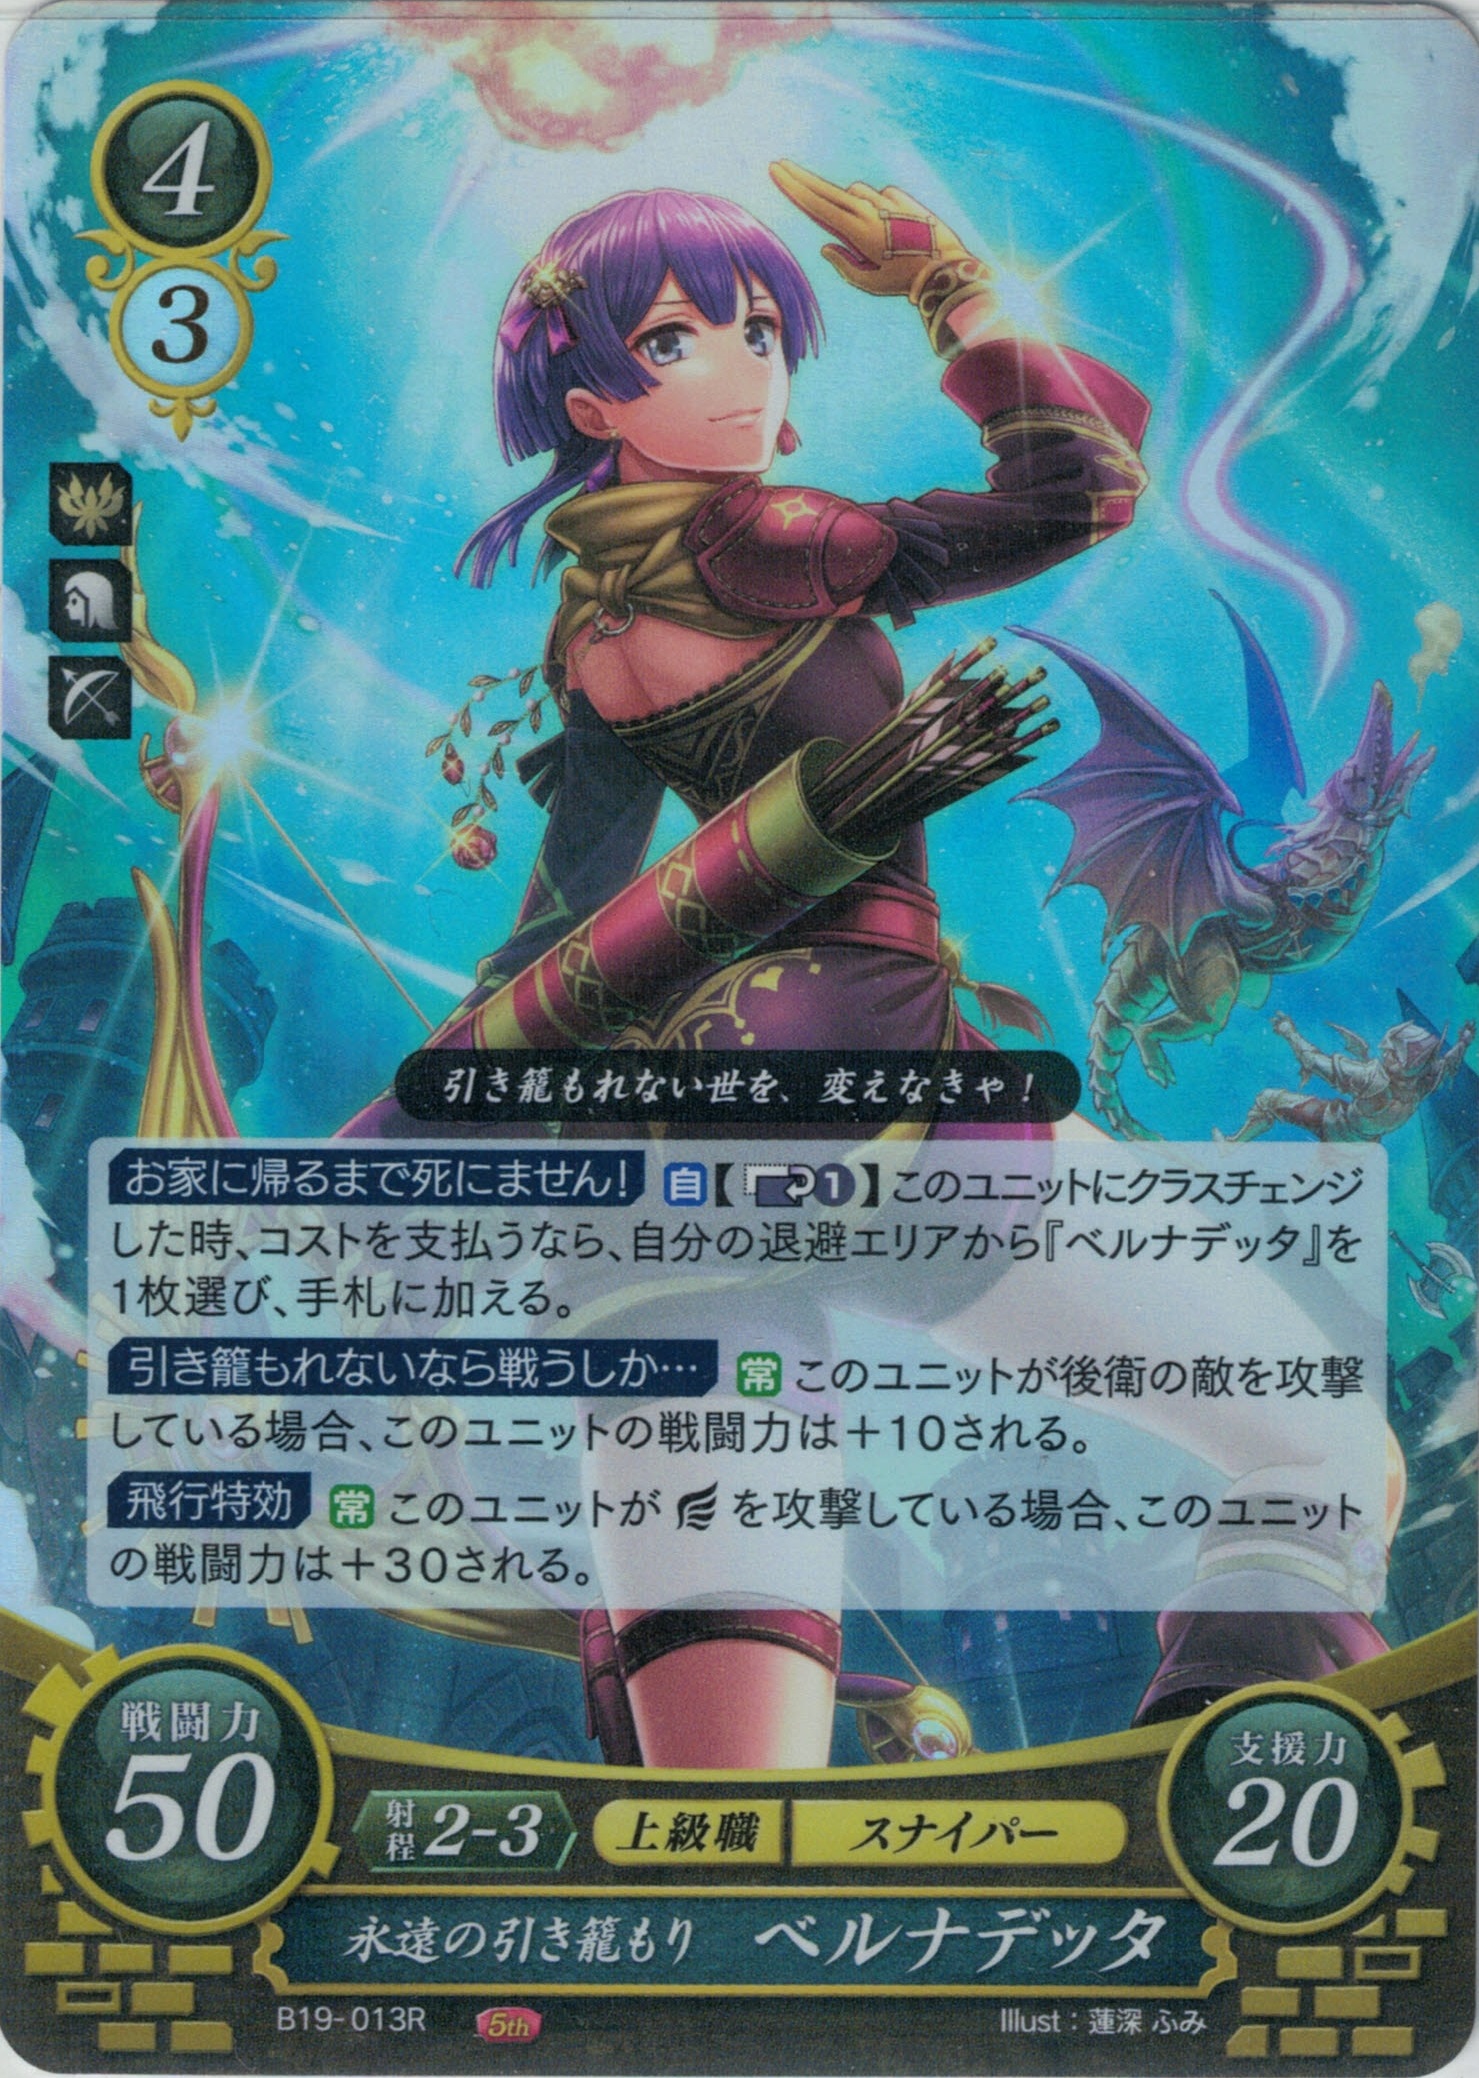 4
3
引き籠もれない世を、変えなきゃ！
お家に帰るまで死にません！ 自【 1 】このユニットにクラスチェンジ
した時、コストを支払うなら、自分の退避エリアから『ベルナデッタ』を
1枚選び、手札に加える。
引き籠もれないなら戦うしか… 常 このユニットが後衛の敵を攻撃
している場合、このユニットの戦闘力は＋10される。
飛行特効 常 このユニットが を攻撃している場合、このユニット
の戦闘力は＋30される。
戦闘力
50
射程 2-3 上級職 スナイパー
支援力
20
永遠の引き籠もり ベルナデッタ
B19-013R 5th Illust：蓮深 ふみ